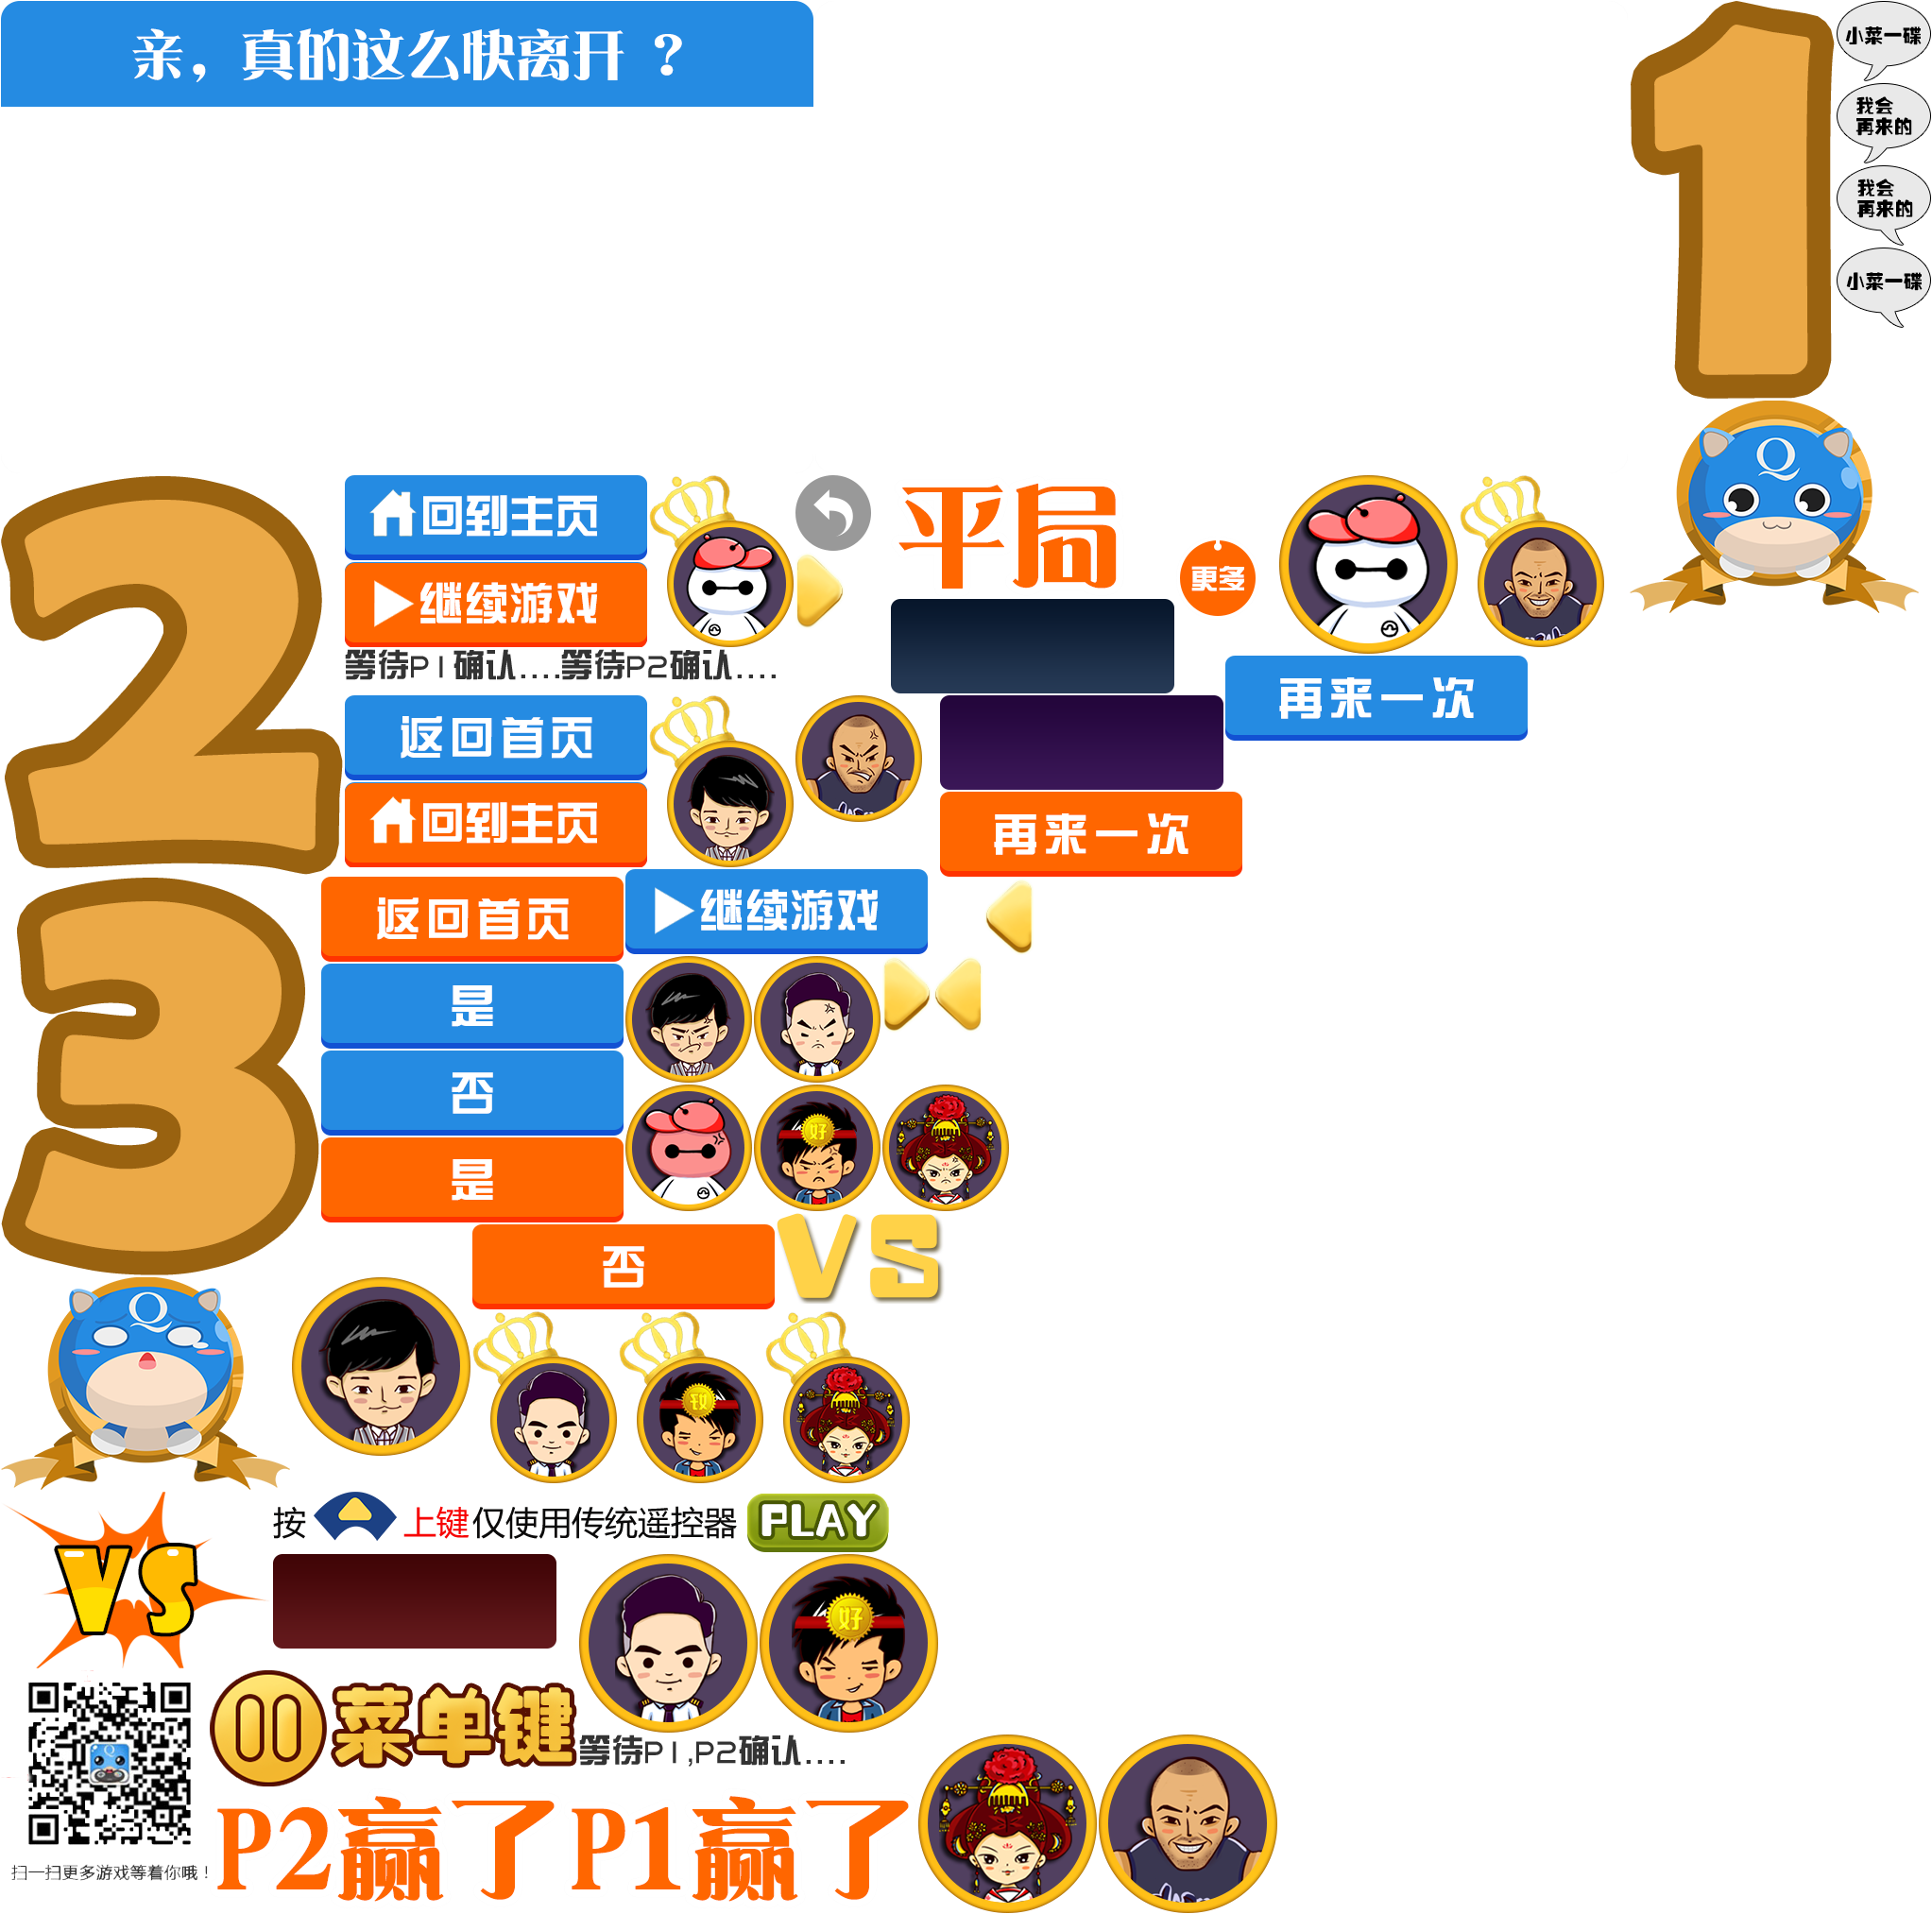 亲，真的这么快离开 ？
1
小菜一碟
我会
再来的
我会
再来的
小菜一碟
Q
2
回到主页
继续游戏
等待P1确认....等待P2确认....
平局
更多
再来一次
返回首页
回到主页
再来一次
3
返回首页
继续游戏
是
否
是
好
否
VS
Q
玫
按
上键仅使用传统遥控器
PLAY
VS
好
菜单键
等待P1,P2确认....
扫一扫更多游戏等着你哦！
P2赢了P1赢了